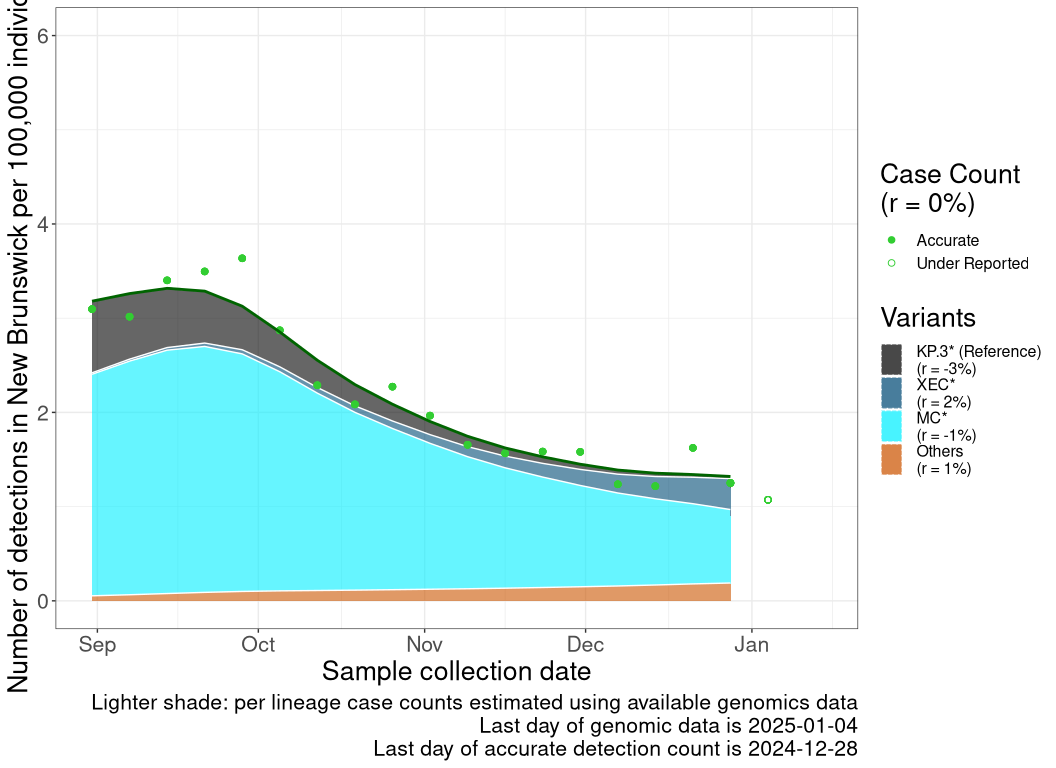 Number of detections in New Brunswick per 100,000
6
4
2
0
Sep Oct Nov Dec Jan
Sample collection date
Lighter shade: per lineage case counts estimated using available genomics data
Last day of genomic data is 2025-01-04
Last day of accurate detection count is 2024-12-28
Case Count
(r = 0%)
Accurate
Under Reported
Variants
KP.3* (Reference)
(r = -3%)
XEC*
(r = 2%)
MC*
(r = -1%)
Others
(r = 1%)